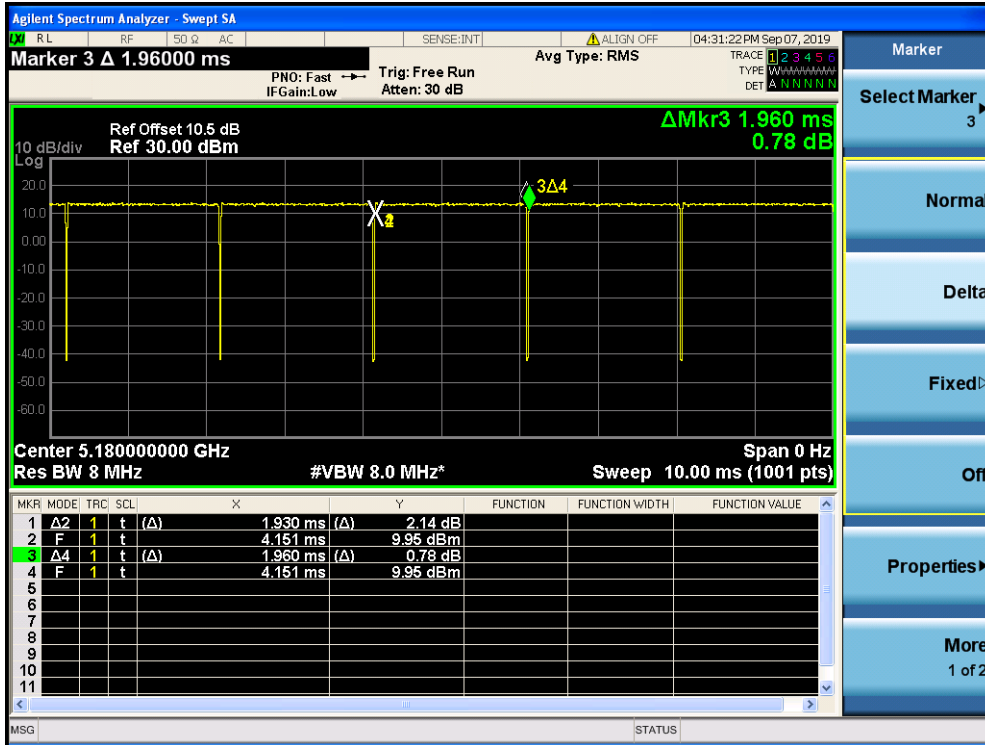 Agilent Spectrum Analyzer - Swept SA
LXI RL RF 50 Ω AC SENSE:INT ALIGN OFF 04:31:22 PM Sep 07, 2019
Marker 3 Δ 1.96000 ms
PNO: Fast
IFGain:Low
Trig: Free Run
Atten: 30 dB
Avg Type: RMS
TRACE 1 2 3 4 5 6
TYPE
DET A N N N N N
ΔMkr3 1.960 ms
0.78 dB
Ref Offset 10.5 dB
10 dB/div Ref 30.00 dBm
Log
20.0
10.0
0.00
-10.0
-20.0
-30.0
-40.0
-50.0
-60.0
3Δ4
Center 5.180000000 GHz
Span 0 Hz
Res BW 8 MHz
#VBW 8.0 MHz*
Sweep 10.00 ms (1001 pts)
MKR MODE TRC SCL X Y FUNCTION FUNCTION WIDTH FUNCTION VALUE
1 Δ2 1 t (Δ) 1.930 ms (Δ) 2.14 dB
2 F 1 t 4.151 ms 9.95 dBm
3 Δ4 1 t (Δ) 1.960 ms (Δ) 0.78 dB
4 F 1 t 4.151 ms 9.95 dBm
5
6
7
8
9
10
11
MSG
STATUS
Marker
Select Marker
3
Normal
Delta
Fixed
Off
Properties
More
1 of 2